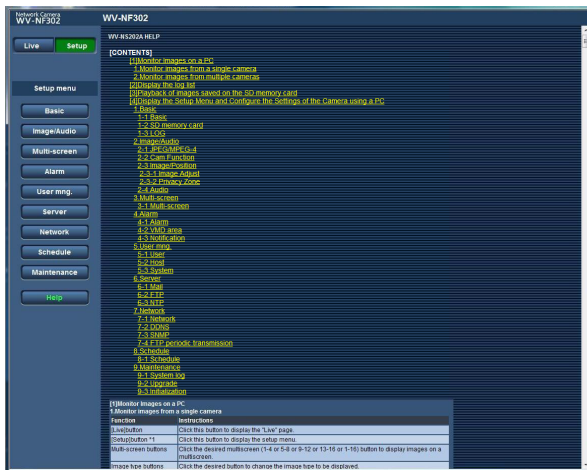 Network Camera
WV-NF302
WV-NF302
Live
Setup
Setup menu
Basic
Image/Audio
Multi-screen
Alarm
User mng.
Server
Network
Schedule
Maintenance
Help
WV-NS202A HELP
[CONTENTS]
[1]Monitor Images on a PC
1.Monitor images from a single camera
2.Monitor images from multiple cameras
[2]Display the log list
[3]Playback of images saved on the SD memory card
[4]Display the Setup Menu and Configure the Settings of the Camera using a PC
1.Basic
1-1 Basic
1-2 SD memory card
1-3 LOG
2.Image/Audio
2-1 JPEG/MPEG-4
2-2 Cam Function
2-3 Image/Position
2-3-1 Image Adjust
2-3-2 Privacy Zone
2-4 Audio
3.Multi-screen
3-1 Multi-screen
4.Alarm
4-1 Alarm
4-2 VMD area
4-3 Notification
5.User mng.
5-1 User
5-2 Host
5-3 System
6.Server
6-1 Mail
6-2 FTP
6-3 NTP
7.Network
7-1 Network
7-2 DDNS
7-3 SNMP
7-4 FTP periodic transmission
8.Schedule
8-1 Schedule
9.Maintenance
9-1 System log
9-2 Upgrade
9-3 Initialization
[1]Monitor Images on a PC
1.Monitor images from a single camera
Function Instructions
[Live]button Click this button to display the "Live" page.
[Setup]button *1 Click this button to display the setup menu.
Multi-screen buttons Click the desired multiscreen (1-4 or 5-8 or 9-12 or 13-16 or 1-16) button to display images on a
multiscreen.
Image type buttons Click the desired button to change the image type to be displayed.